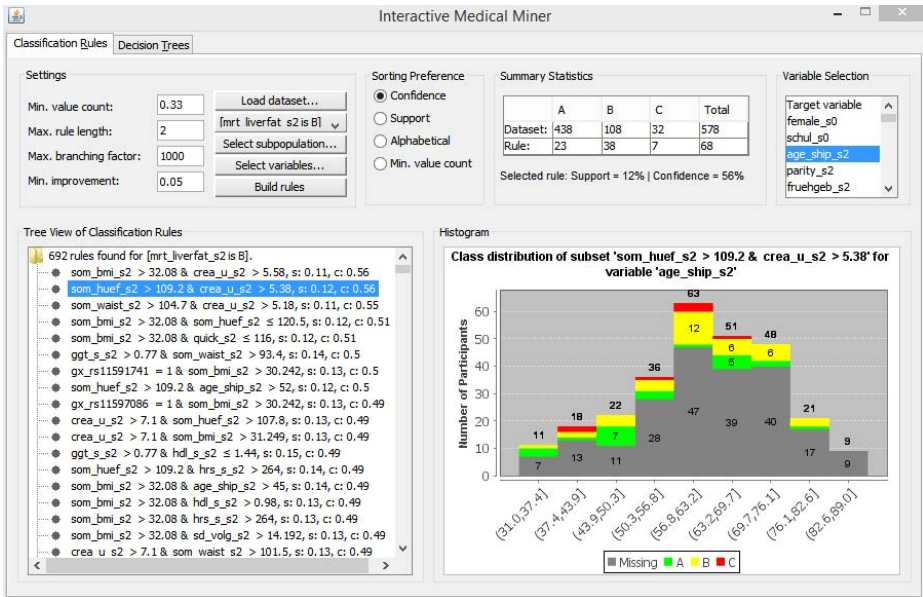 Interactive Medical Miner
Classification Rules
Decision Trees
Settings
Min. value count:
0.33
Max. rule length:
2
Max. branching factor:
1000
Min. improvement:
0.05
Load dataset...
[mrt_liverfat_s2 is B]
Select subpopulation...
Select variables...
Build rules
Sorting Preference
Confidence
Support
Alphabetical
Min. value count
Summary Statistics
A B C Total
Dataset: 438 108 32 578
Rule: 23 38 7 68
Selected rule: Support = 12% | Confidence = 56%
Variable Selection
Target variable
female_s0
schul_s0
age_ship_s2
parity_s2
fruehgeb_s2
Tree View of Classification Rules
692 rules found for [mrt_liverfat_s2 is B].
som_bmi_s2 > 32.08 & crea_u_s2 > 5.58, s: 0.11, c: 0.56
som_huef_s2 > 109.2 & crea_u_s2 > 5.38, s: 0.12, c: 0.56
som_waist_s2 > 104.7 & crea_u_s2 > 5.18, s: 0.11, c: 0.55
som_bmi_s2 > 32.08 & som_huef_s2 ≤ 120.5, s: 0.12, c: 0.51
som_bmi_s2 > 32.08 & quick_s2 ≤ 116, s: 0.12, c: 0.51
ggt_s_s2 > 0.77 & som_waist_s2 > 93.4, s: 0.14, c: 0.5
gx_rs11591741 = 1 & som_bmi_s2 > 30.242, s: 0.13, c: 0.5
som_huef_s2 > 109.2 & age_ship_s2 > 52, s: 0.12, c: 0.5
gx_rs11597086 = 1 & som_bmi_s2 > 30.242, s: 0.13, c: 0.49
crea_u_s2 > 7.1 & som_huef_s2 > 107.8, s: 0.13, c: 0.49
crea_u_s2 > 7.1 & som_bmi_s2 > 31.249, s: 0.13, c: 0.49
ggt_s_s2 > 0.77 & hdl_s_s2 ≤ 1.44, s: 0.15, c: 0.49
som_huef_s2 > 109.2 & hrs_s_s2 > 264, s: 0.14, c: 0.49
som_bmi_s2 > 32.08 & age_ship_s2 > 45, s: 0.14, c: 0.49
som_bmi_s2 > 32.08 & hdl_s_s2 > 0.98, s: 0.13, c: 0.49
som_bmi_s2 > 32.08 & hrs_s_s2 > 264, s: 0.13, c: 0.49
som_bmi_s2 > 32.08 & sd_volg_s2 > 14.192, s: 0.13, c: 0.49
crea_u_s2 > 7.1 & som_waist_s2 > 101.5, s: 0.13, c: 0.49
Histogram
Class distribution of subset 'som_huef_s2 > 109.2 & crea_u_s2 > 5.38' for
variable 'age_ship_s2'
Number of Participants
60
50
40
30
20
10
0
11
7
18
13
22
7
11
36
28
63
12
47
51
6
5
39
48
6
40
21
17
9
9
(31.0,37.4]
(37.4,43.9]
(43.9,50.3]
(50.3,56.8]
(56.8,63.2]
(63.2,69.7]
(69.7,76.1]
(76.1,82.6]
(82.6,89.0]
Missing A B C